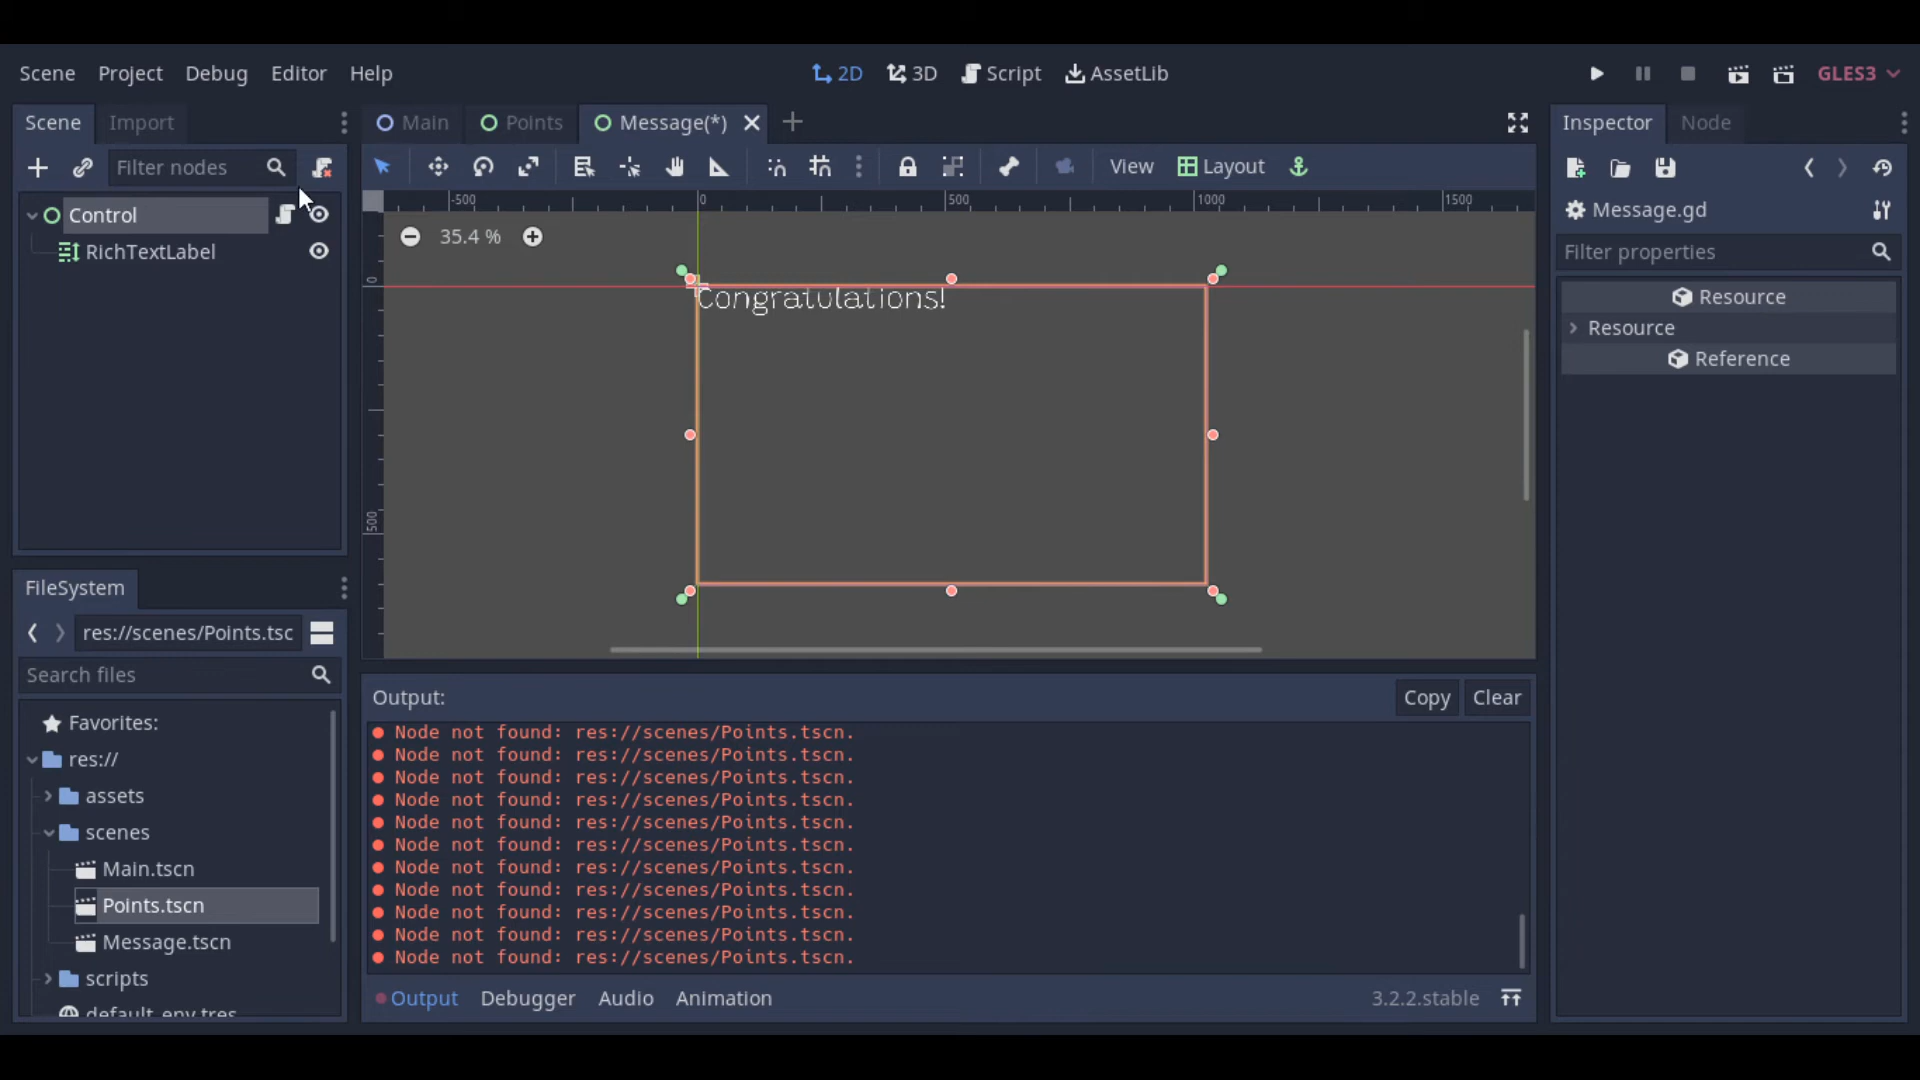 Scene Project Debug Editor Help 2D 3D Script AssetLib GLES3
Scene Import Main Points Message(*) Inspector Node
Filter nodes View Layout
Control
RichTextLabel
-500 0 500 1000 1500
35.4 %
0
500
Congratulations!
Message.gd
Filter properties
Resource
Resource
Reference
FileSystem
res://scenes/Points.tsc
Search files
Favorites:
res://
assets
scenes
Main.tscn
Points.tscn
Message.tscn
scripts
default_env.tres
Output: Copy Clear
Node not found: res://scenes/Points.tscn.
Node not found: res://scenes/Points.tscn.
Node not found: res://scenes/Points.tscn.
Node not found: res://scenes/Points.tscn.
Node not found: res://scenes/Points.tscn.
Node not found: res://scenes/Points.tscn.
Node not found: res://scenes/Points.tscn.
Node not found: res://scenes/Points.tscn.
Node not found: res://scenes/Points.tscn.
Node not found: res://scenes/Points.tscn.
Node not found: res://scenes/Points.tscn.
Output Debugger Audio Animation 3.2.2.stable